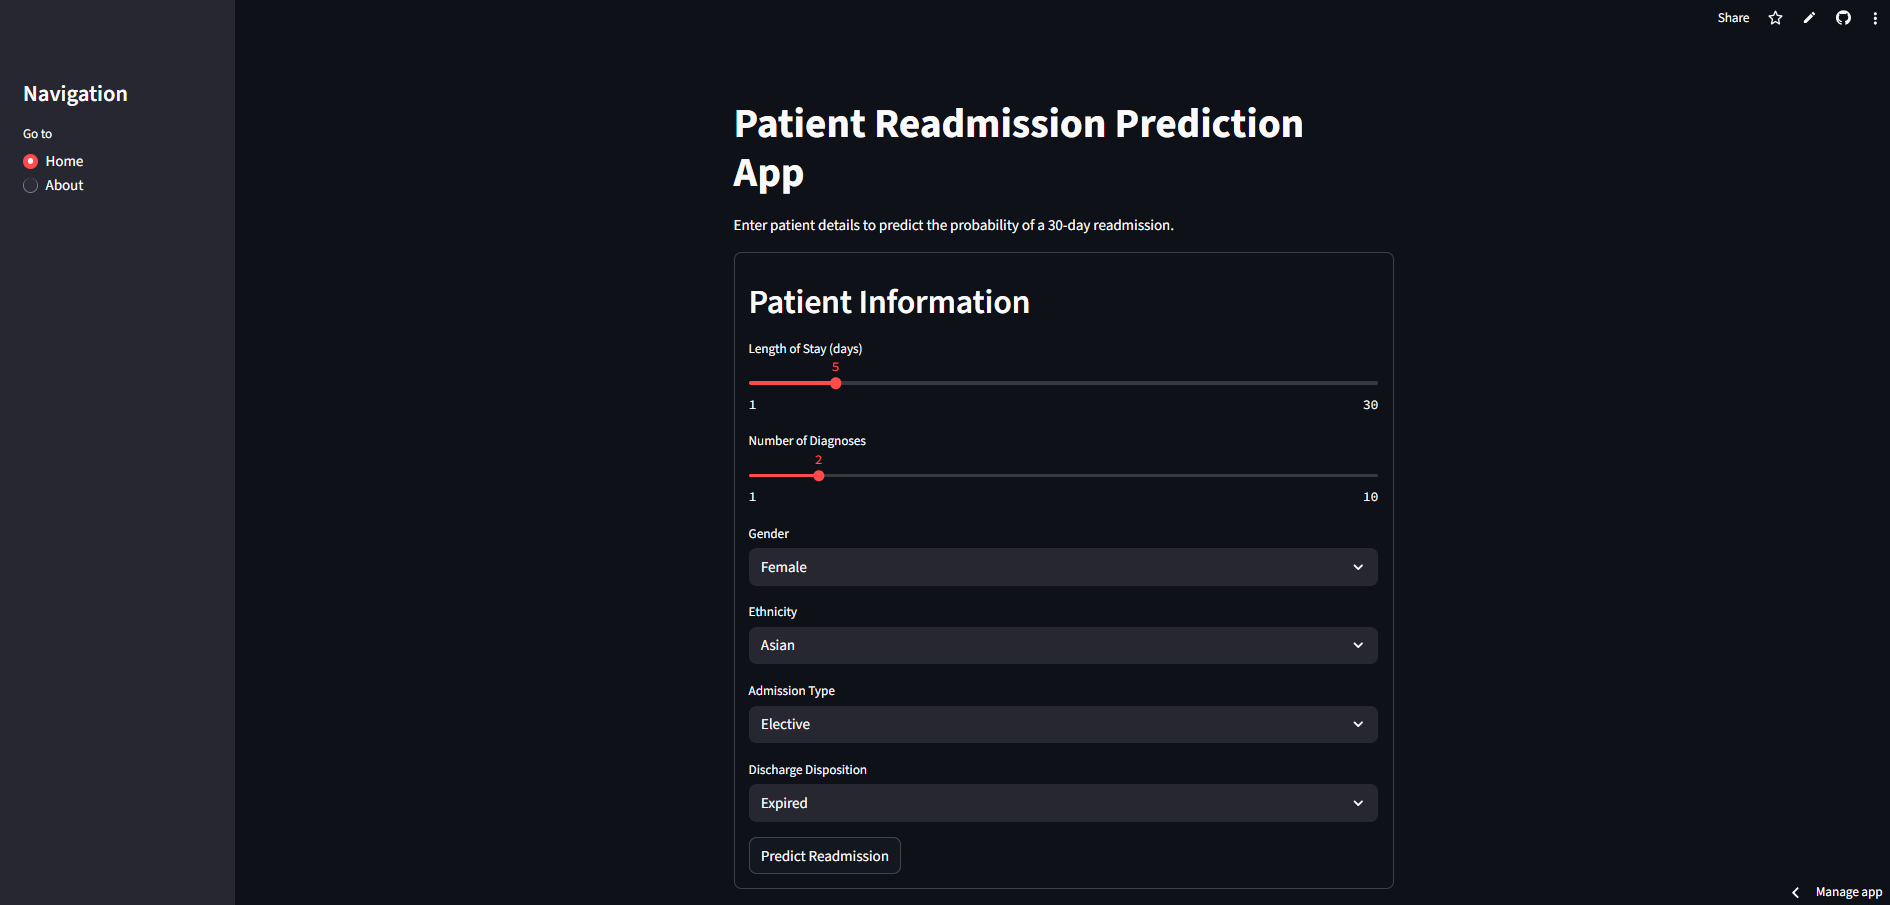 Share
Navigation
Go to
Home
About
Patient Readmission Prediction
App
Enter patient details to predict the probability of a 30-day readmission.
Patient Information
Length of Stay (days)
5
1 30
Number of Diagnoses
2
1 10
Gender
Female
Ethnicity
Asian
Admission Type
Elective
Discharge Disposition
Expired
Predict Readmission
Manage app